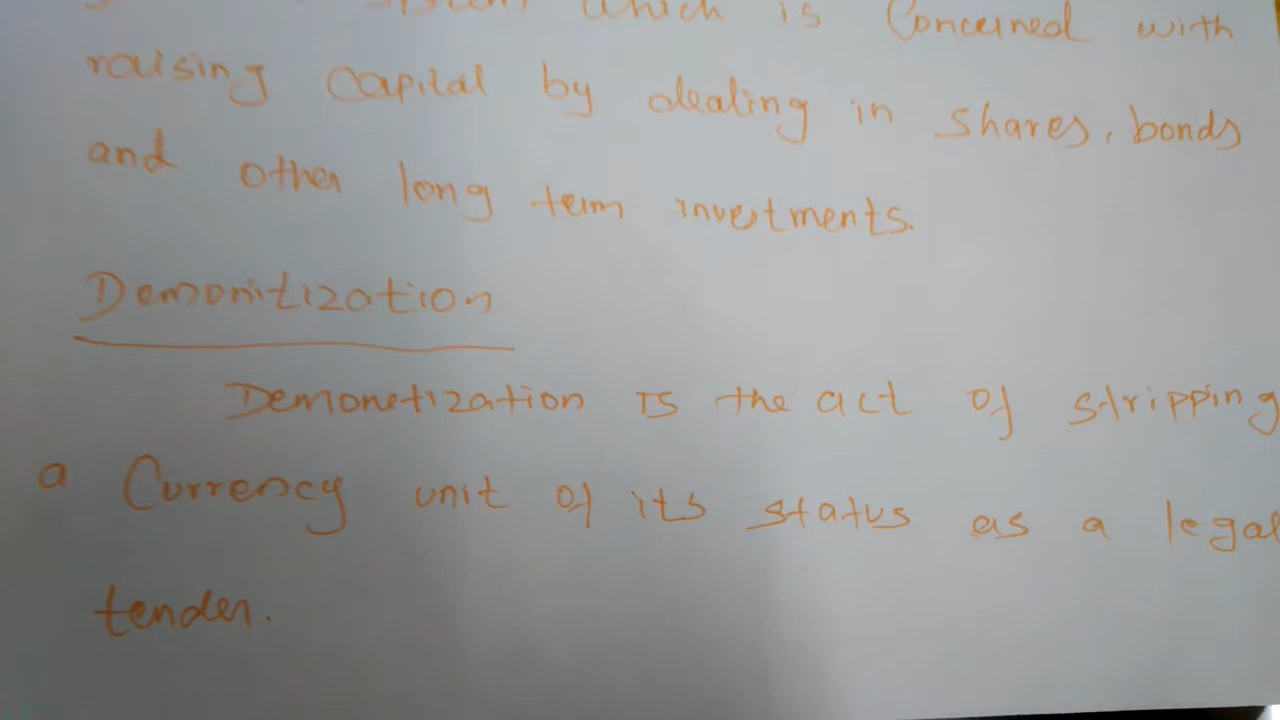 which is Concerned with
raising Capital by dealing in shares, bonds
and other long term investments.
Demonitization
Demonetization is the act of stripping
a Currency unit of its status as a legal
tender.